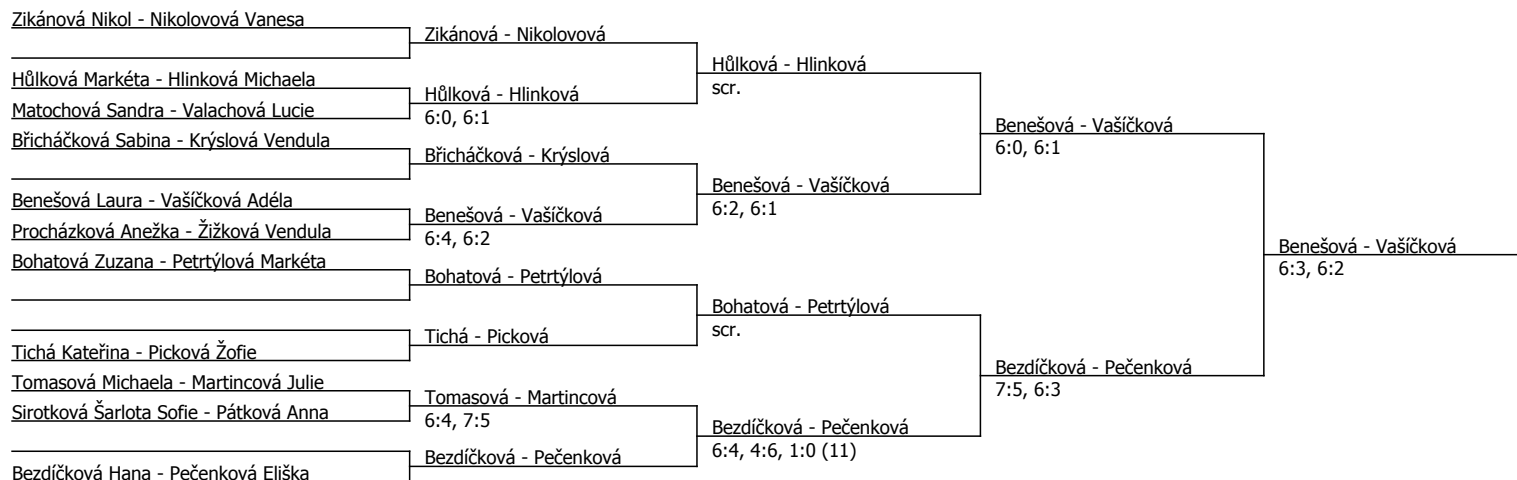 Zikánová Nikol - Nikolovová Vanesa
Hůlková Markéta - Hlinková Michaela
Matochová Sandra - Valachová Lucie
Břicháčková Sabina - Krýslová Vendula
Benešová Laura - Vašíčková Adéla
Procházková Anežka - Žižková Vendula
Bohatová Zuzana - Petrtýlová Markéta
Tichá Kateřina - Picková Žofie
Tomasová Michaela - Martincová Julie
Sirotková Šarlota Sofie - Pátková Anna
Bezdíčková Hana - Pečenková Eliška
Zikánová - Nikolovová
Hůlková - Hlinková
6:0, 6:1
Břicháčková - Krýslová
Benešová - Vašíčková
6:4, 6:2
Bohatová - Petrtýlová
Tichá - Picková
Tomasová - Martincová
6:4, 7:5
Bezdíčková - Pečenková
Hůlková - Hlinková
scr.
Benešová - Vašíčková
6:2, 6:1
Bohatová - Petrtýlová
scr.
Bezdíčková - Pečenková
6:4, 4:6, 1:0 (11)
Benešová - Vašíčková
6:0, 6:1
Bezdíčková - Pečenková
7:5, 6:3
Benešová - Vašíčková
6:3, 6:2